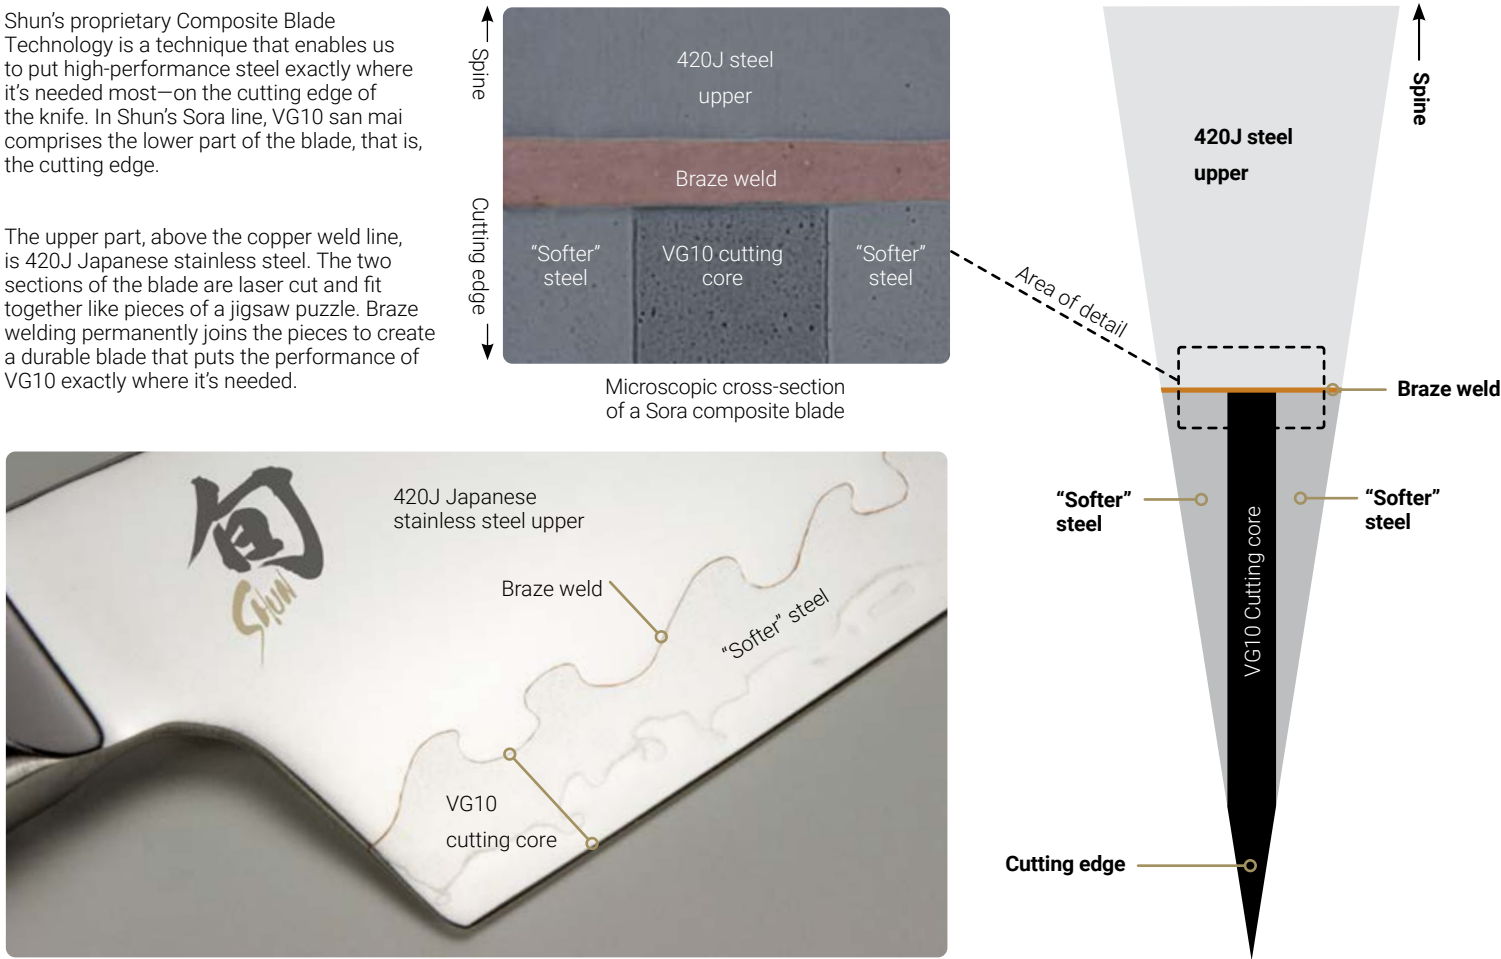 Shun’s proprietary Composite Blade
Technology is a technique that enables us
to put high-performance steel exactly where
it’s needed most—on the cutting edge of
the knife. In Shun’s Sora line, VG10 san mai
comprises the lower part of the blade, that is,
the cutting edge.
The upper part, above the copper weld line,
is 420J Japanese stainless steel. The two
sections of the blade are laser cut and fit
together like pieces of a jigsaw puzzle. Braze
welding permanently joins the pieces to create
a durable blade that puts the performance of
VG10 exactly where it’s needed.
Spine
Cutting edge
420J steel
upper
Braze weld
“Softer”
steel
VG10 cutting
core
“Softer”
steel
Microscopic cross-section
of a Sora composite blade
Area of detail
Spine
420J steel
upper
Braze weld
“Softer”
steel
“Softer”
steel
VG10 Cutting core
Cutting edge
旬
SHUN
420J Japanese
stainless steel upper
Braze weld
“Softer” steel
VG10
cutting core